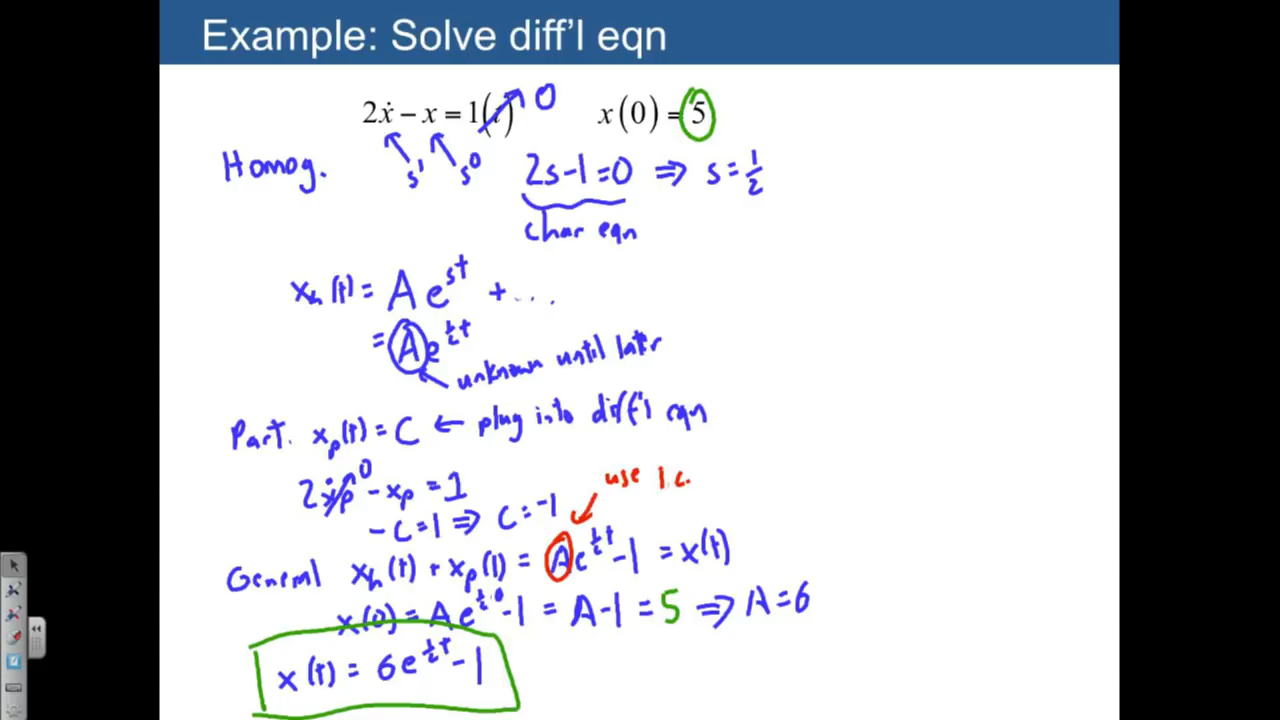 Example: Solve diff'l eqn
2ẋ − x = 1(t) 0 x(0) = 5
Homog. s¹ s⁰ 2s-1=0 ⇒ s=½
char eqn
xₕ(t) = A e^{st} + ...
= A e^{½t}
unknown until later
Part. xₚ(t) = C ← plug into diff'l eqn
2ẋₚ 0 − xₚ = 1 use I.C.
-C=1 ⇒ C=-1
General xₕ(t) + xₚ(t) = A e^{½t} − 1 = x(t)
x(0) = A e^{½·0} − 1 = A − 1 = 5 ⇒ A=6
x(t) = 6e^{½t} − 1